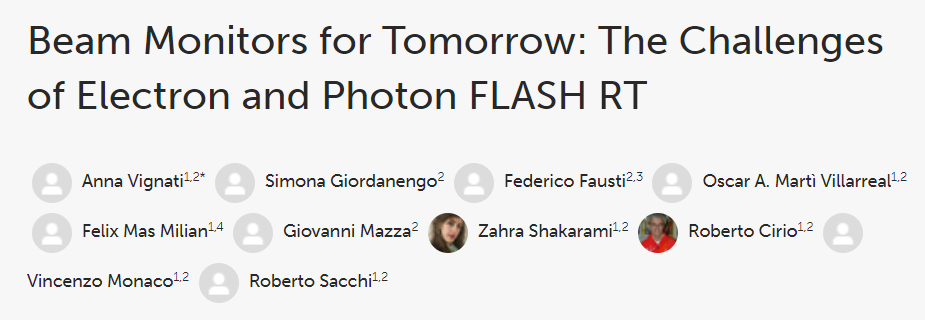 Beam Monitors for Tomorrow: The Challenges
of Electron and Photon FLASH RT
Anna Vignati1,2* Simona Giordanengo2 Federico Fausti2,3 Oscar A. Martì Villarreal1,2
Felix Mas Milian1,4 Giovanni Mazza2 Zahra Shakarami1,2 Roberto Cirio1,2
Vincenzo Monaco1,2 Roberto Sacchi1,2